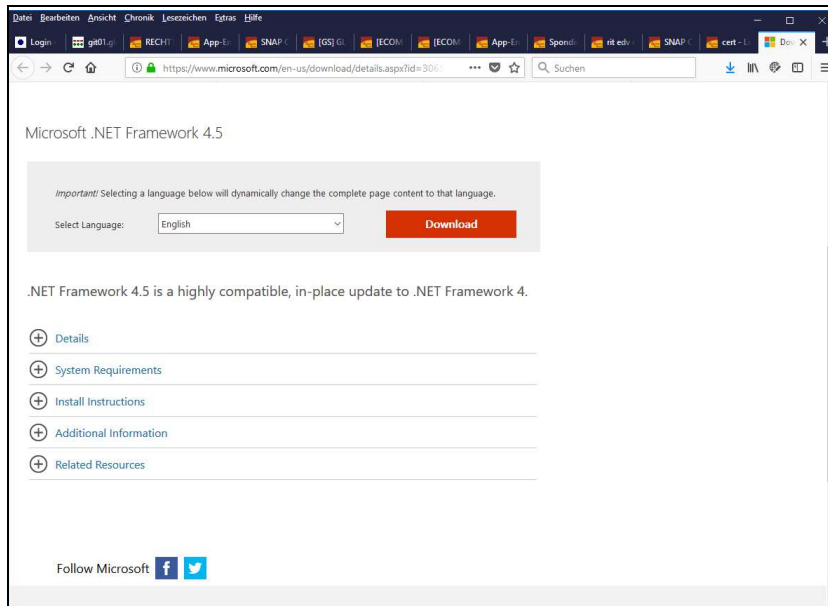 Datei Bearbeiten Ansicht Chronik Lesezeichen Extras Hilfe
Login git01.g RECHT App-En SNAP [GS] GL [ECOM [ECOM App-En Spond rit edv SNAP cert - L Dow
https://www.microsoft.com/en-us/download/details.aspx?id=306 Suchen
Microsoft .NET Framework 4.5
Important! Selecting a language below will dynamically change the complete page content to that language.
Select Language: English Download
.NET Framework 4.5 is a highly compatible, in-place update to .NET Framework 4.
Details
System Requirements
Install Instructions
Additional Information
Related Resources
Follow Microsoft